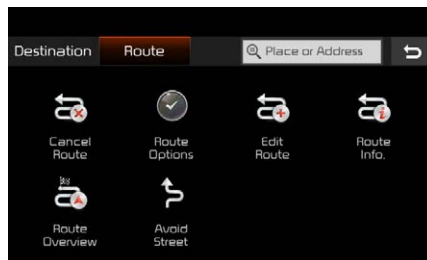 Destination
Route
Place or Address
Cancel
Route
Route
Options
Edit
Route
Route
Info.
Route
Overview
Avoid
Street